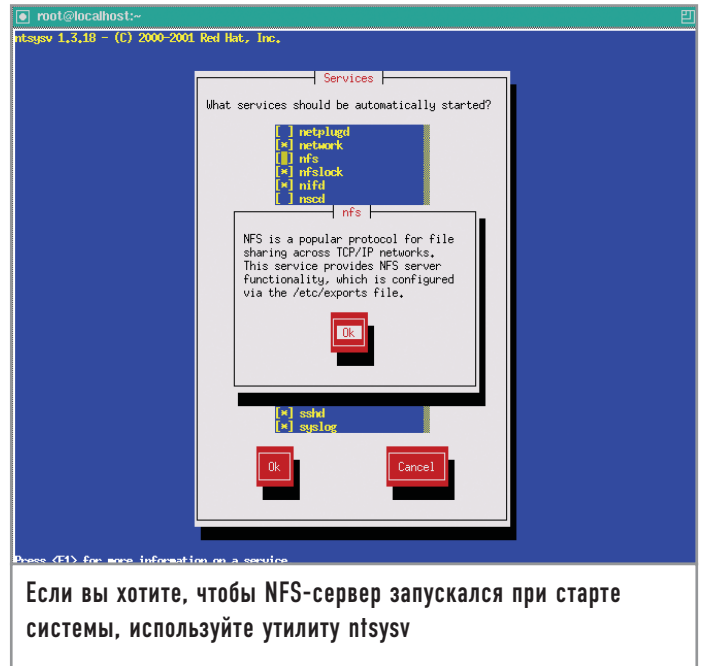 root@localhost:~
ntsysv 1.3.18 - (C) 2000-2001 Red Hat, Inc.
Services
What services should be automatically started?
[ ] netplugd
[*] network
[ ] nfs
[*] nfslock
[*] nifd
[ ] nscd
nfs
NFS is a popular protocol for file
sharing across TCP/IP networks.
This service provides NFS server
functionality, which is configured
via the /etc/exports file.
Ok
[*] sshd
[*] syslog
Ok Cancel
Press <F1> for more information on a service
Если вы хотите, чтобы NFS-сервер запускался при старте
системы, используйте утилиту ntsysv